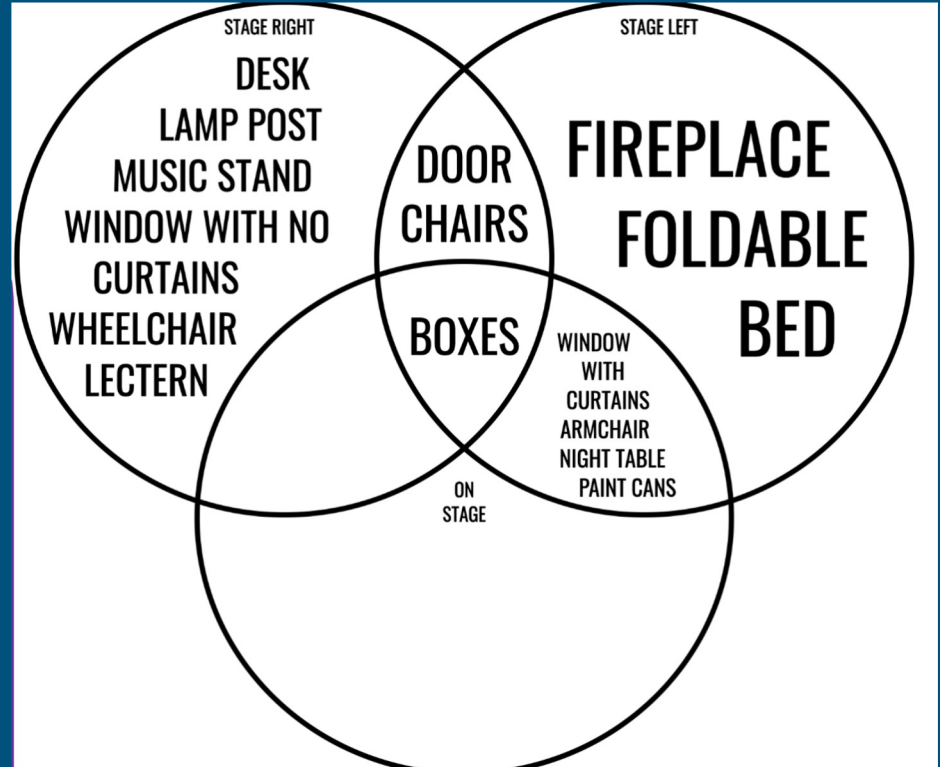 STAGE RIGHT
DESK
LAMP POST
MUSIC STAND
WINDOW WITH NO
CURTAINS
WHEELCHAIR
LECTERN
DOOR
CHAIRS
BOXES
STAGE LEFT
FIREPLACE
FOLDABLE
BED
WINDOW
WITH
CURTAINS
ARMCHAIR
NIGHT TABLE
PAINT CANS
ON
STAGE